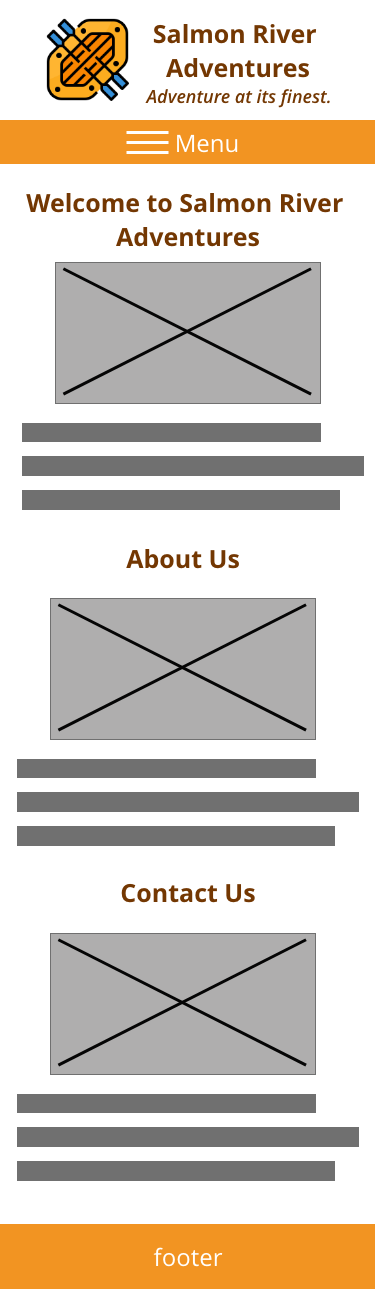 Salmon River
Adventures
Adventure at its finest.
Menu
Welcome to Salmon River
Adventures
About Us
Contact Us
footer